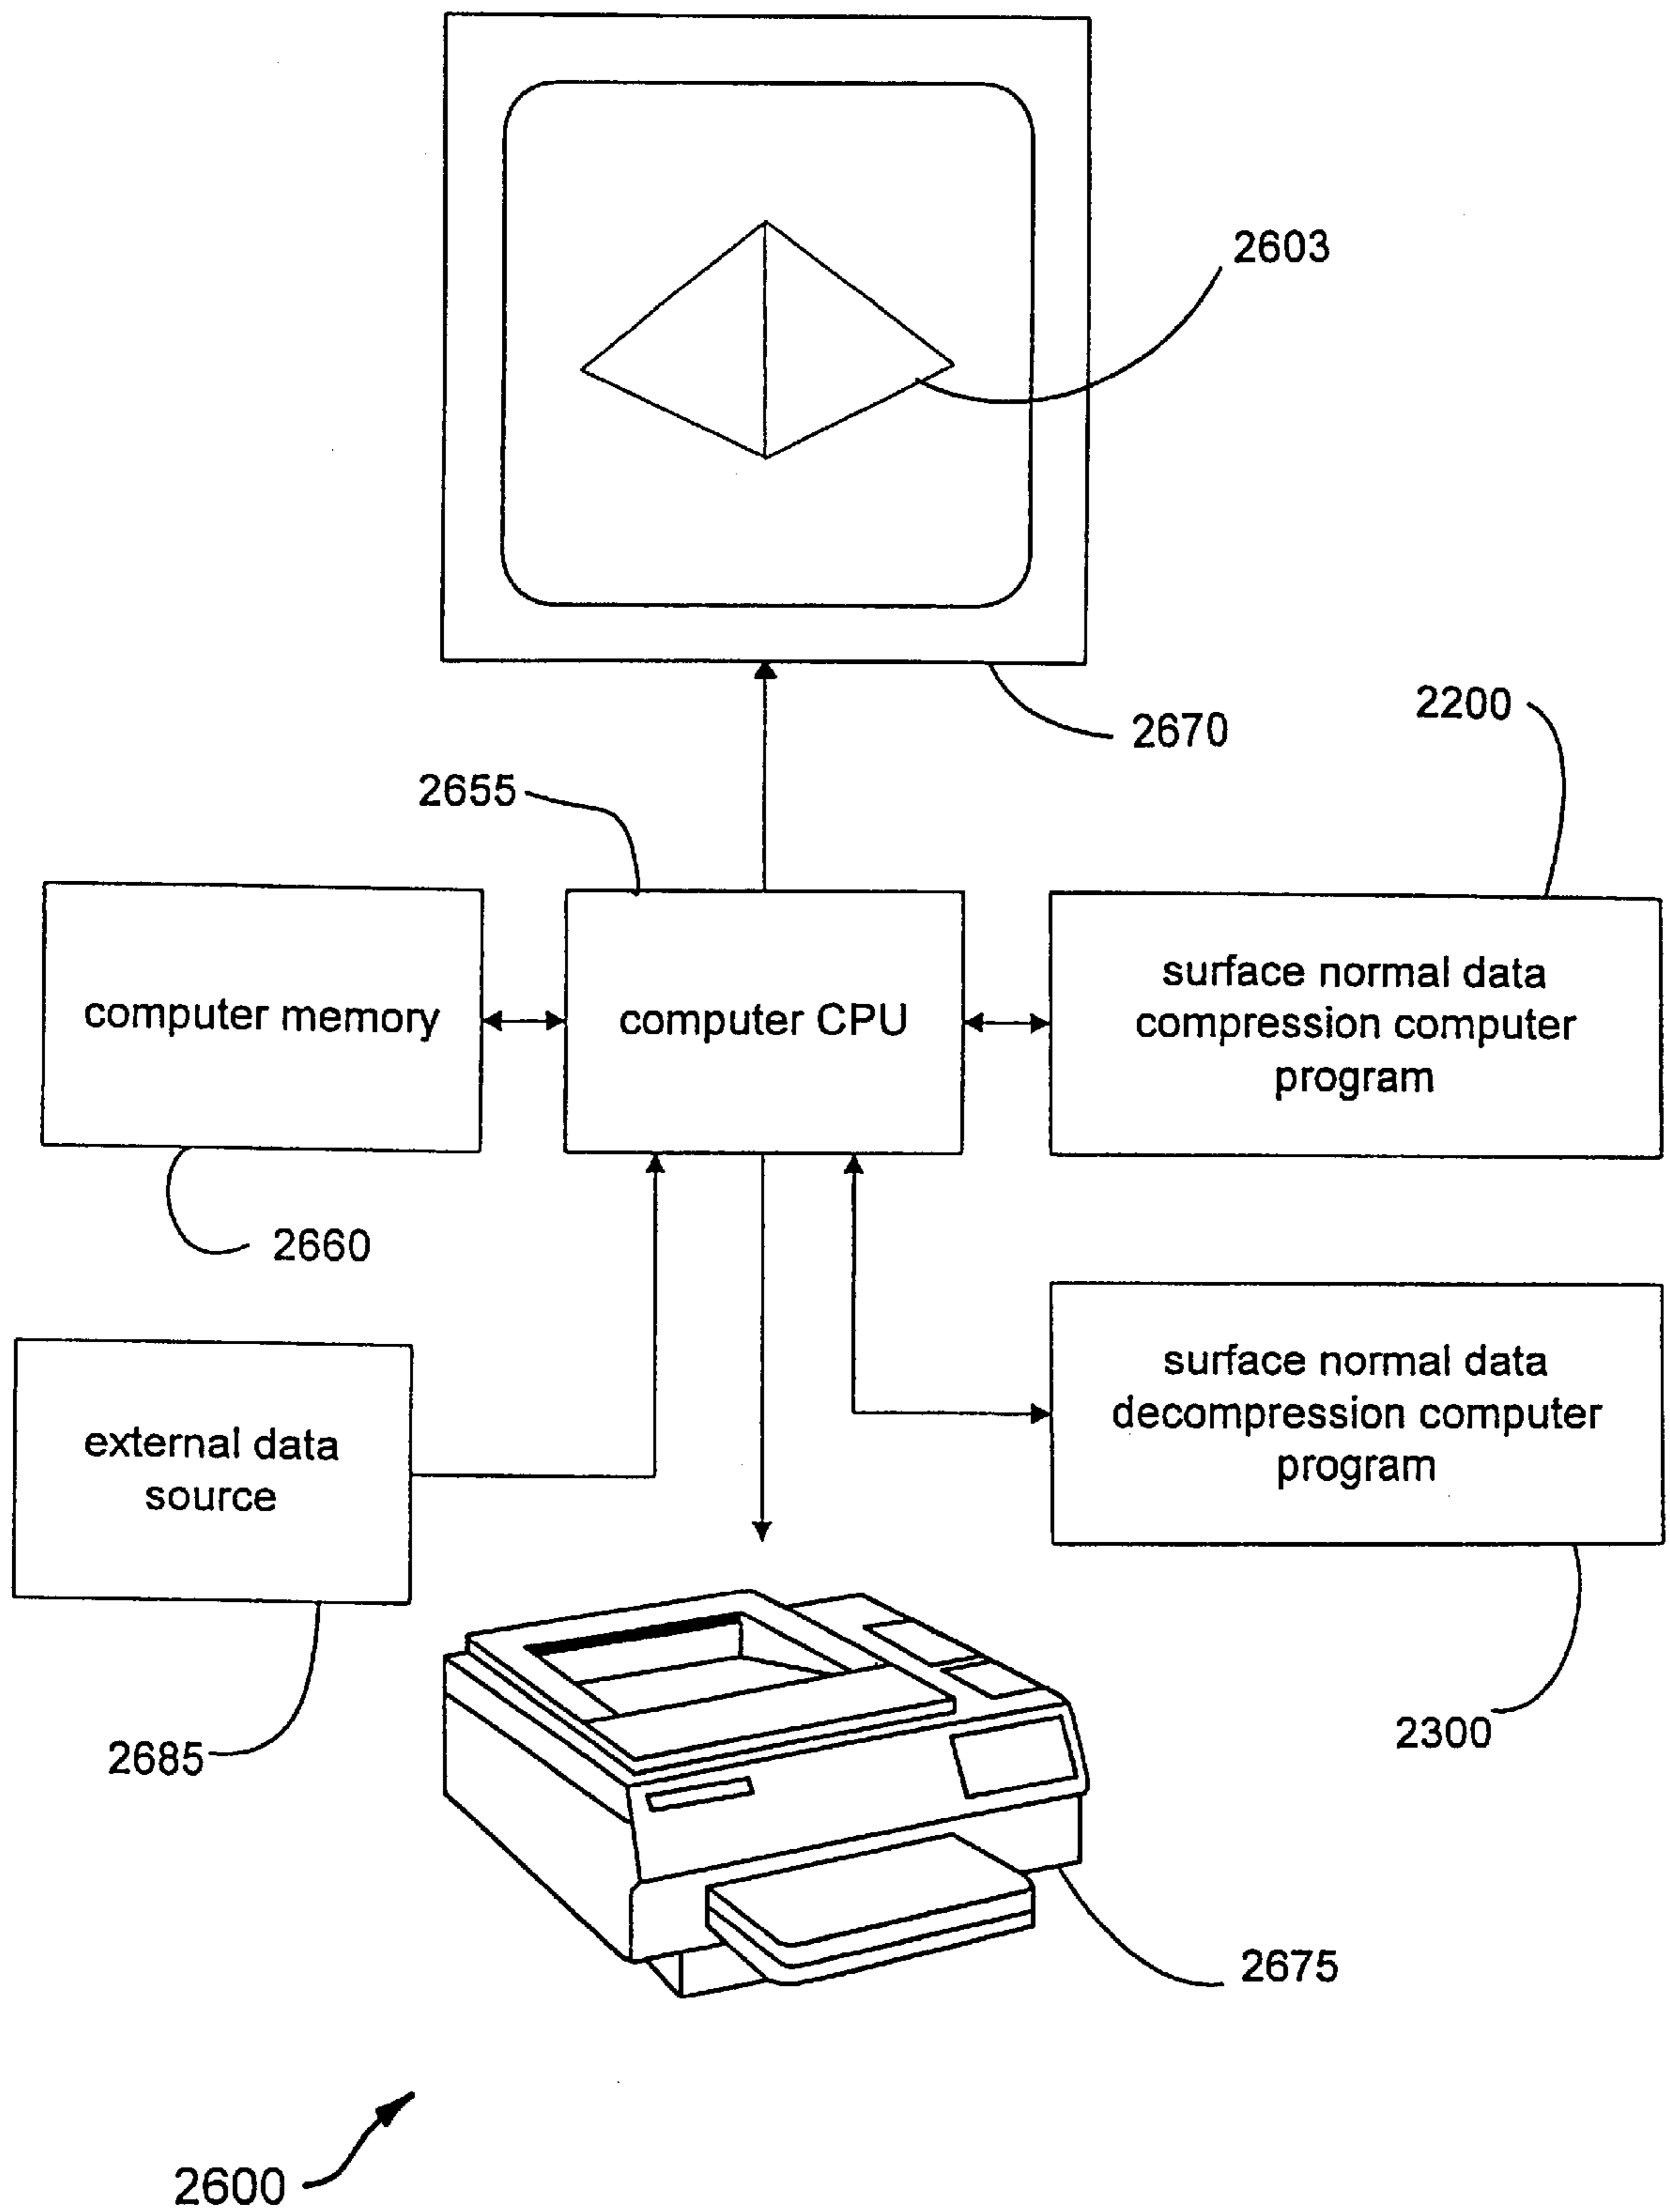 2603
2670
2200
2655
computer memory
computer CPU
surface normal data
compression computer
program
2660
external data
source
surface normal data
decompression computer
program
2685
2300
2675
2600